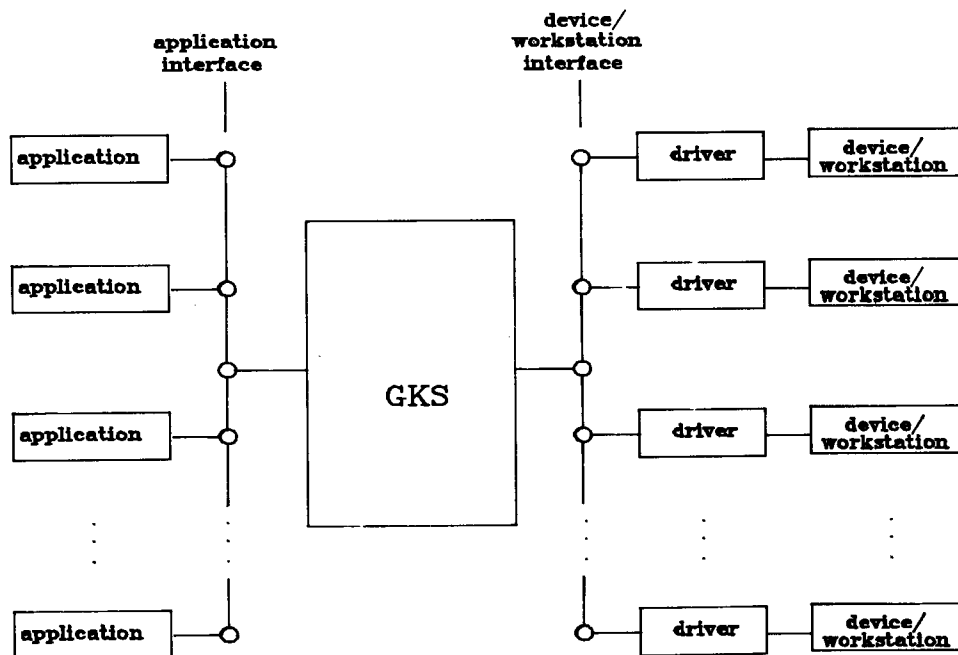 application
interface
device/
workstation
interface
application
driver
device/
workstation
application
driver
device/
workstation
GKS
application
driver
device/
workstation
application
driver
device/
workstation